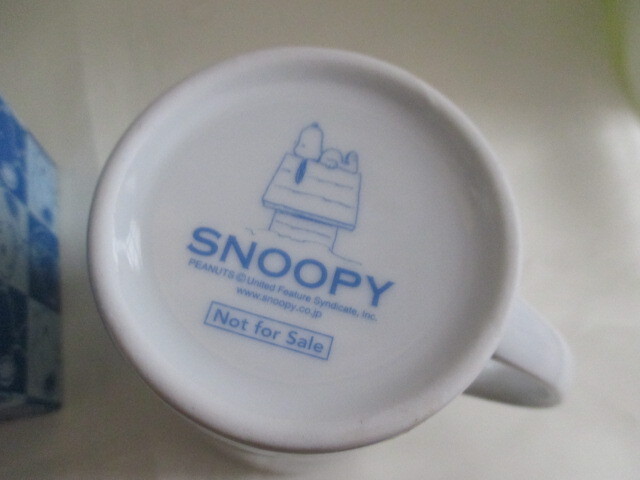 SNOOPY
PEANUTS © United Feature Syndicate, Inc.
www.snoopy.co.jp
Not for Sale